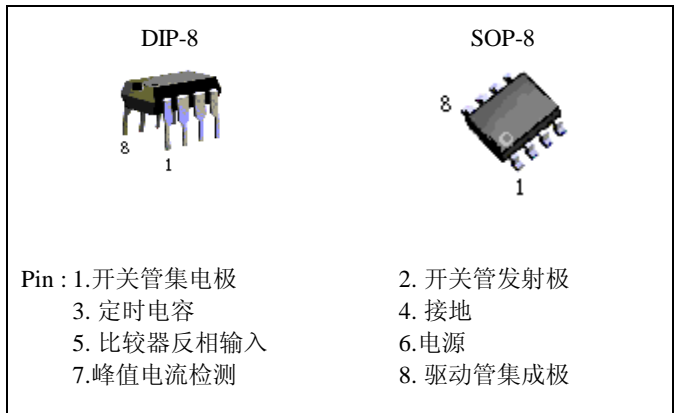 DIP-8 SOP-8
8 1
8
1
Pin : 1.开关管集电极 2. 开关管发射极
3. 定时电容 4. 接地
5. 比较器反相输入 6.电源
7.峰值电流检测 8. 驱动管集成极